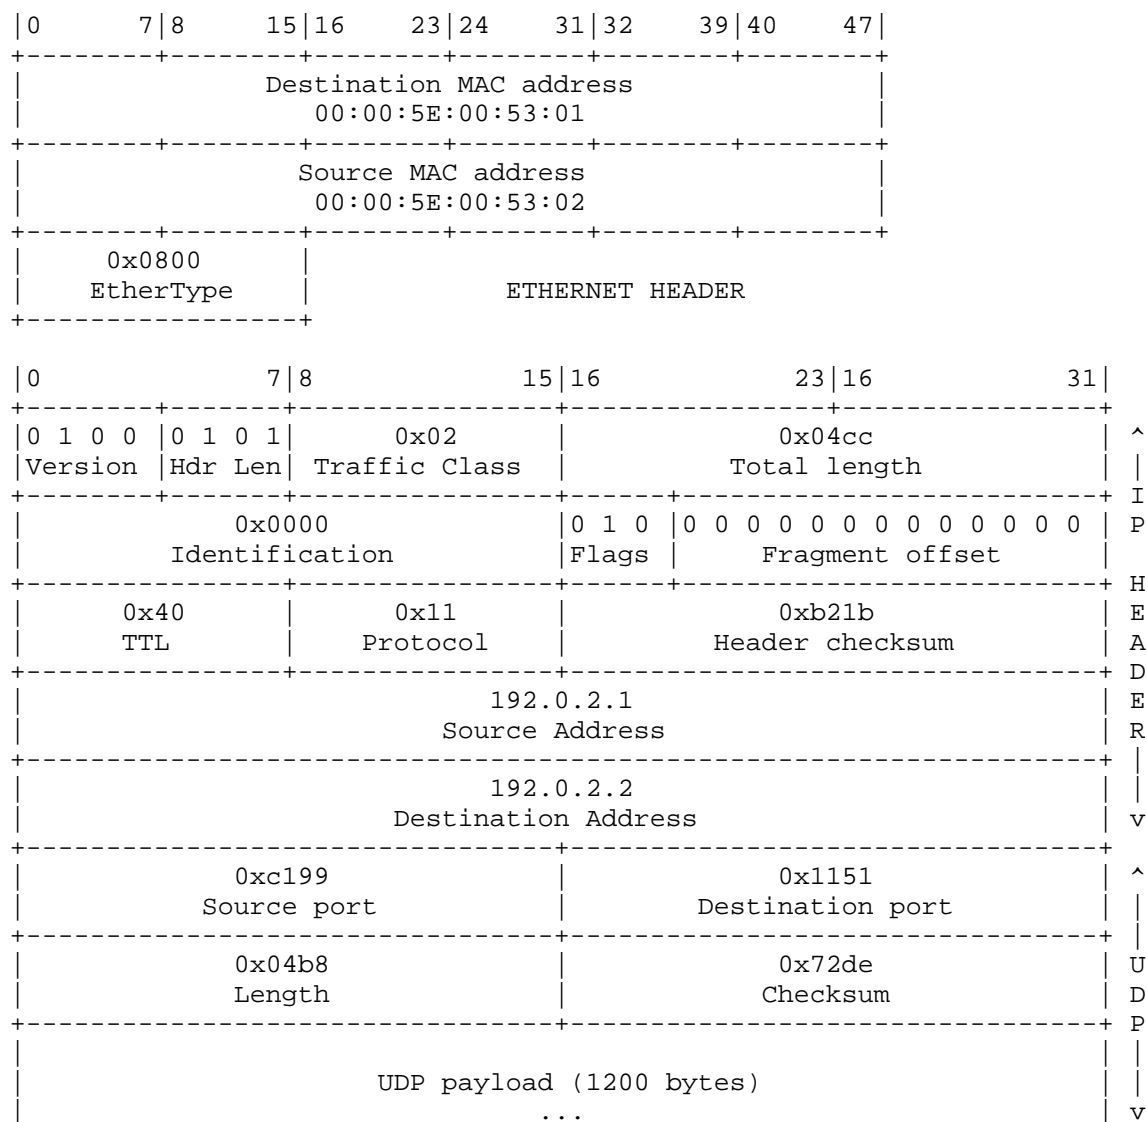 |0       7|8     15|16    23|24    31|32    39|40    47|
+--------+--------+--------+--------+--------+--------+
|               Destination MAC address               |
|                  00:00:5E:00:53:01                  |
+--------+--------+--------+--------+--------+--------+
|                 Source MAC address                  |
|                  00:00:5E:00:53:02                  |
+--------+--------+--------+--------+--------+--------+
|     0x0800      |
|    EtherType    |            ETHERNET HEADER
+-----------------+
|0              7|8              15|16            23|16            31|
+--------+-------+----------------+----------------+----------------+
|0 1 0 0 |0 1 0 1|      0x02      |             0x04cc              | ^
|Version |Hdr Len| Traffic Class  |          Total length           | |
+--------+-------+----------------+------+--------------------------+ I
|             0x0000              |0 1 0 |0 0 0 0 0 0 0 0 0 0 0 0 0 | P
|         Identification          |Flags |     Fragment offset      |
+----------------+----------------+------+--------------------------+ H
|      0x40      |      0x11      |             0xb21b              | E
|      TTL       |    Protocol    |         Header checksum         | A
+----------------+----------------+---------------------------------+ D
|                             192.0.2.1                             | E
|                          Source Address                           | R
+-------------------------------------------------------------------+ |
|                             192.0.2.2                             | |
|                       Destination Address                         | v
+---------------------------------+---------------------------------+
|             0xc199              |             0x1151              | ^
|           Source port           |        Destination port         | |
+---------------------------------+---------------------------------+ |
|             0x04b8              |             0x72de              | U
|             Length              |            Checksum             | D
+---------------------------------+---------------------------------+ P
|                                                                   | |
|                      UDP payload (1200 bytes)                     | |
|                                ...                                | v